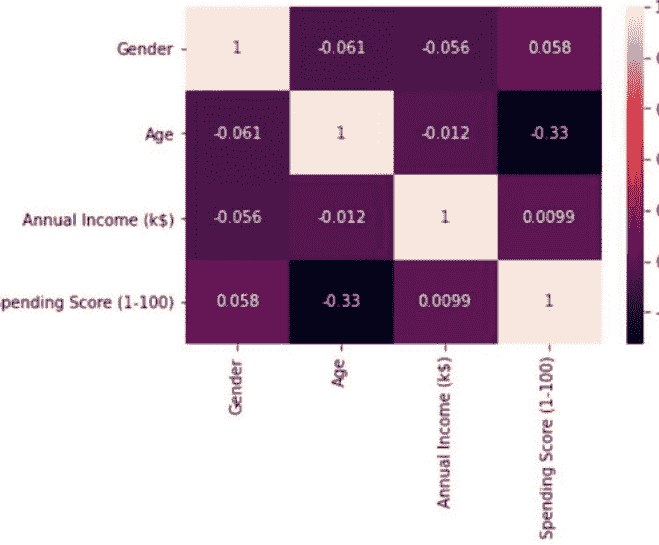 Gender 1 -0.061 -0.056 0.058
Age -0.061 1 -0.012 -0.33
Annual Income (k$) -0.056 -0.012 1 0.0099
pending Score (1-100) 0.058 -0.33 0.0099 1
Gender
Age
Annual Income (k$)
Spending Score (1-100)